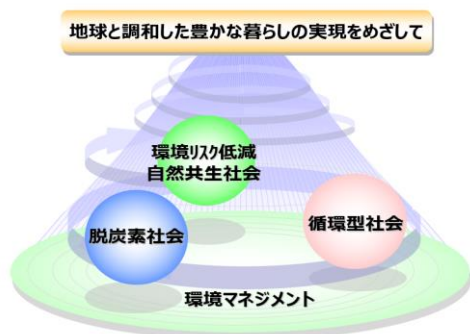 地球と調和した豊かな暮らしの実現をめざして
環境ﾘｽｸ低減
自然共生社会
脱炭素社会
循環型社会
環境マネジメント